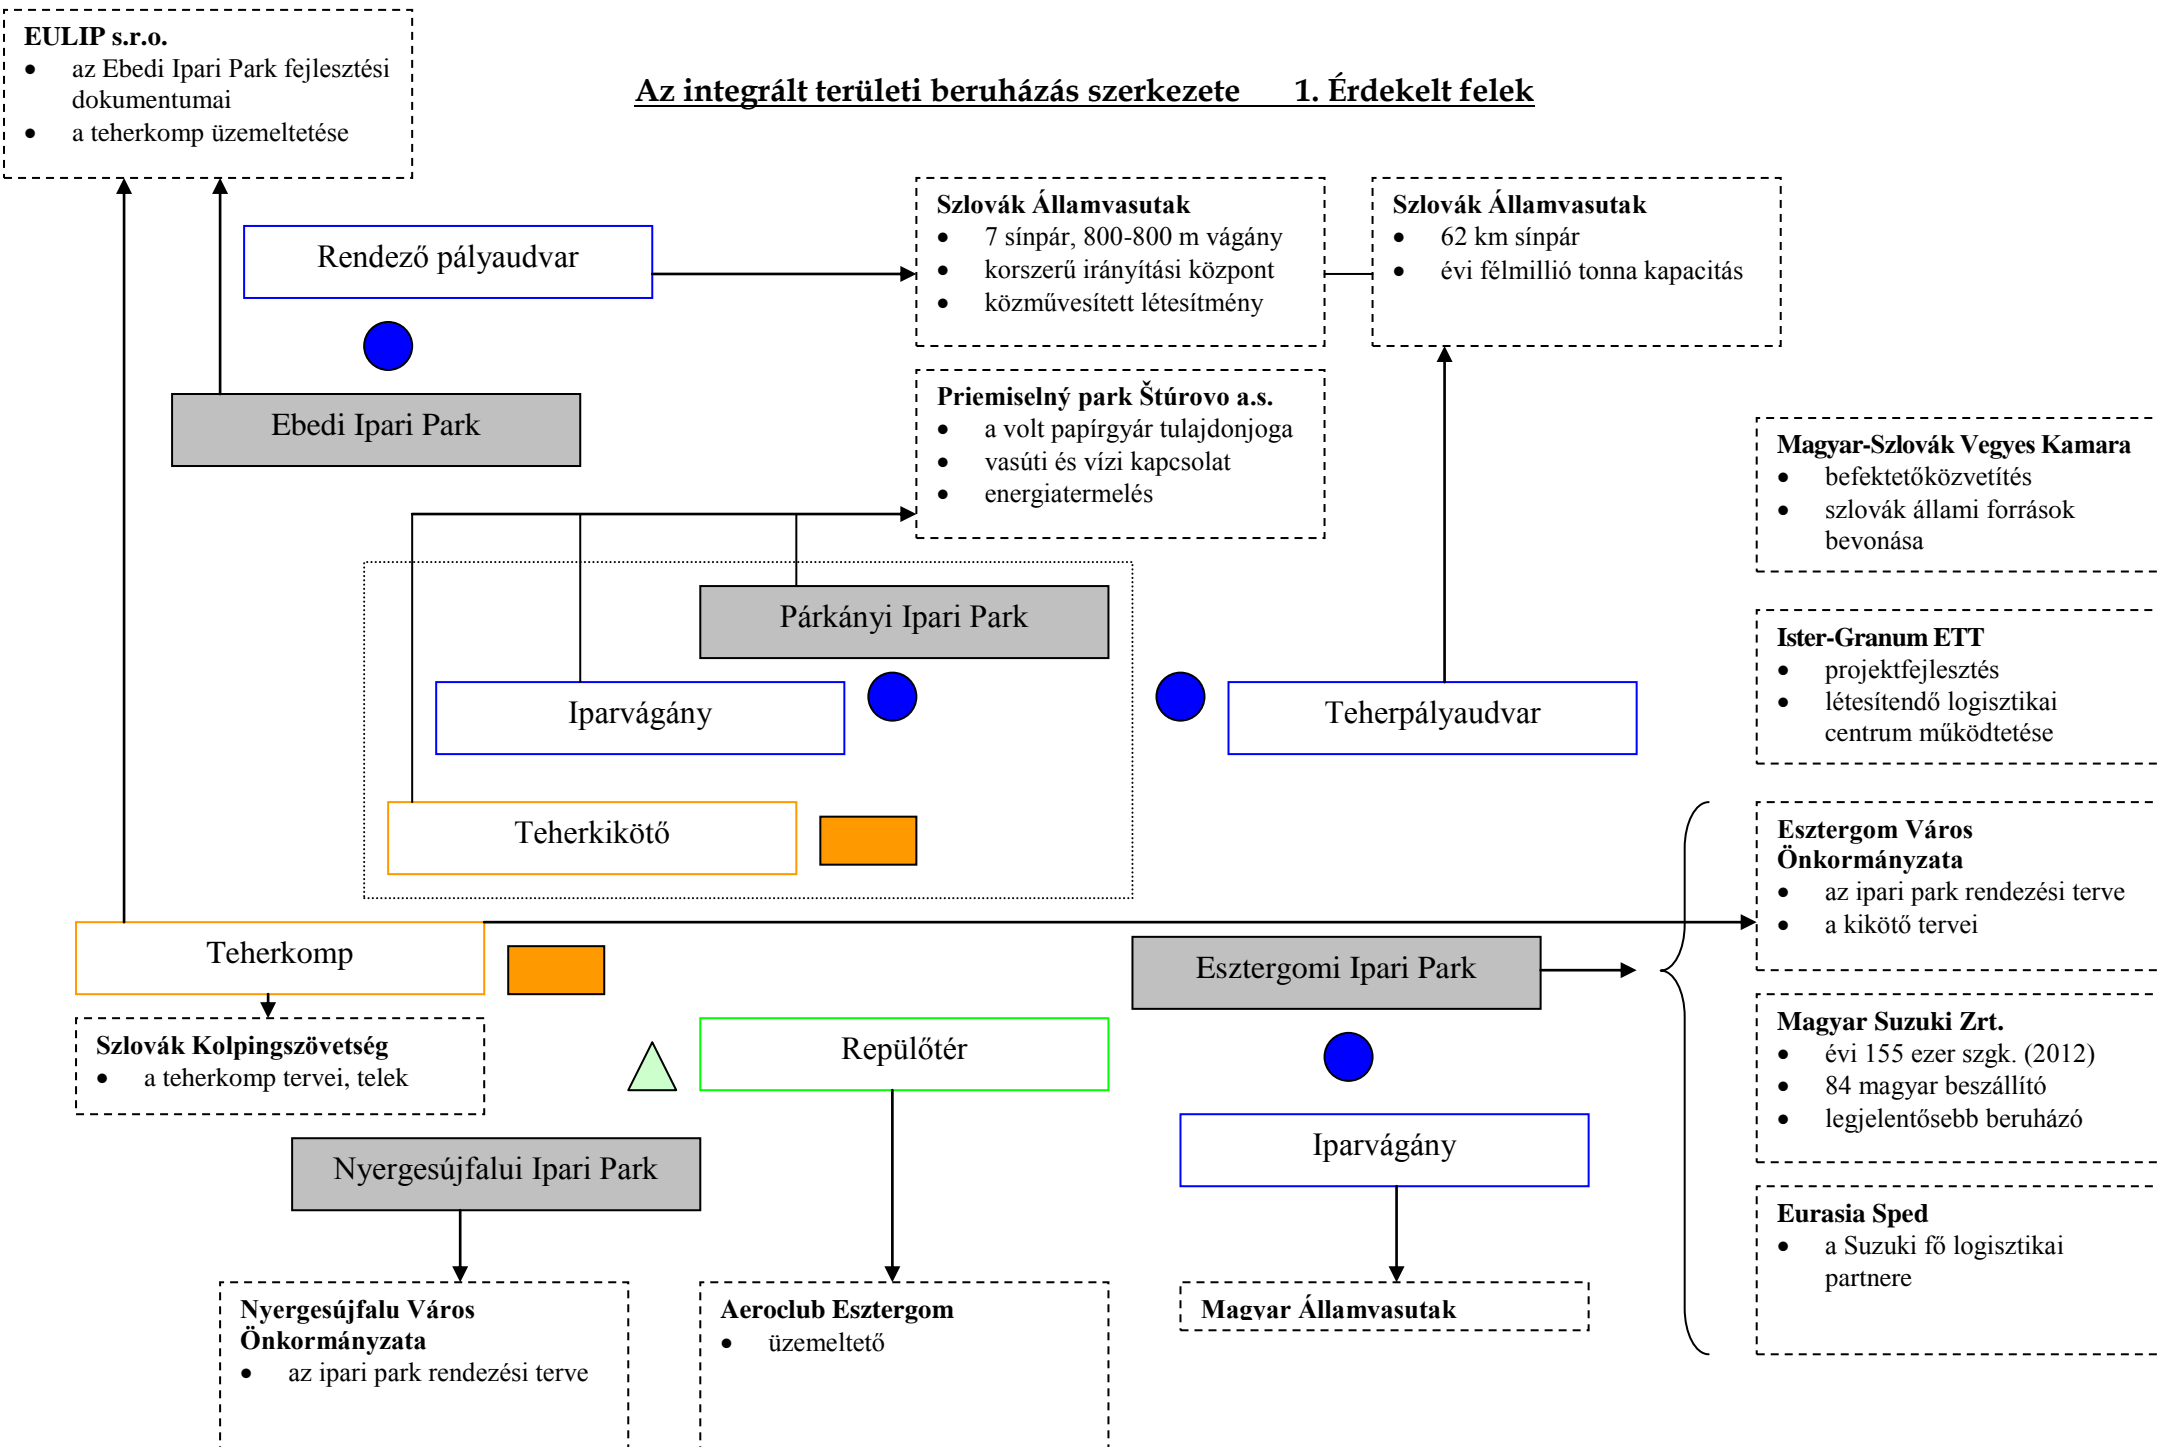 EULIP s.r.o.
• az Ebedi Ipari Park fejlesztési
dokumentumai
• a teherkomp üzemeltetése
Az integrált területi beruházás szerkezete 1. Érdekelt felek
Rendező pályaudvar
Szlovák Államvasutak
• 7 sínpár, 800-800 m vágány
• korszerű irányítási központ
• közművesített létesítmény
Szlovák Államvasutak
• 62 km sínpár
• évi félmillió tonna kapacitás
Ebedi Ipari Park
Priemiselný park Štúrovo a.s.
• a volt papírgyár tulajdonjoga
• vasúti és vízi kapcsolat
• energiatermelés
Magyar-Szlovák Vegyes Kamara
• befektetőközvetítés
• szlovák állami források
bevonása
Párkányi Ipari Park
Iparvágány
Teherpályaudvar
Ister-Granum ETT
• projektfejlesztés
• létesítendő logisztikai
centrum működtetése
Teherkikötő
Esztergom Város
Önkormányzata
• az ipari park rendezési terve
• a kikötő tervei
Teherkomp
Esztergomi Ipari Park
Szlovák Kolpingszövetség
• a teherkomp tervei, telek
Repülőtér
Magyar Suzuki Zrt.
• évi 155 ezer szgk. (2012)
• 84 magyar beszállító
• legjelentősebb beruházó
Nyergesújfalui Ipari Park
Iparvágány
Eurasia Sped
• a Suzuki fő logisztikai
partnere
Nyergesújfalu Város
Önkormányzata
• az ipari park rendezési terve
Aeroclub Esztergom
• üzemeltető
Magyar Államvasutak